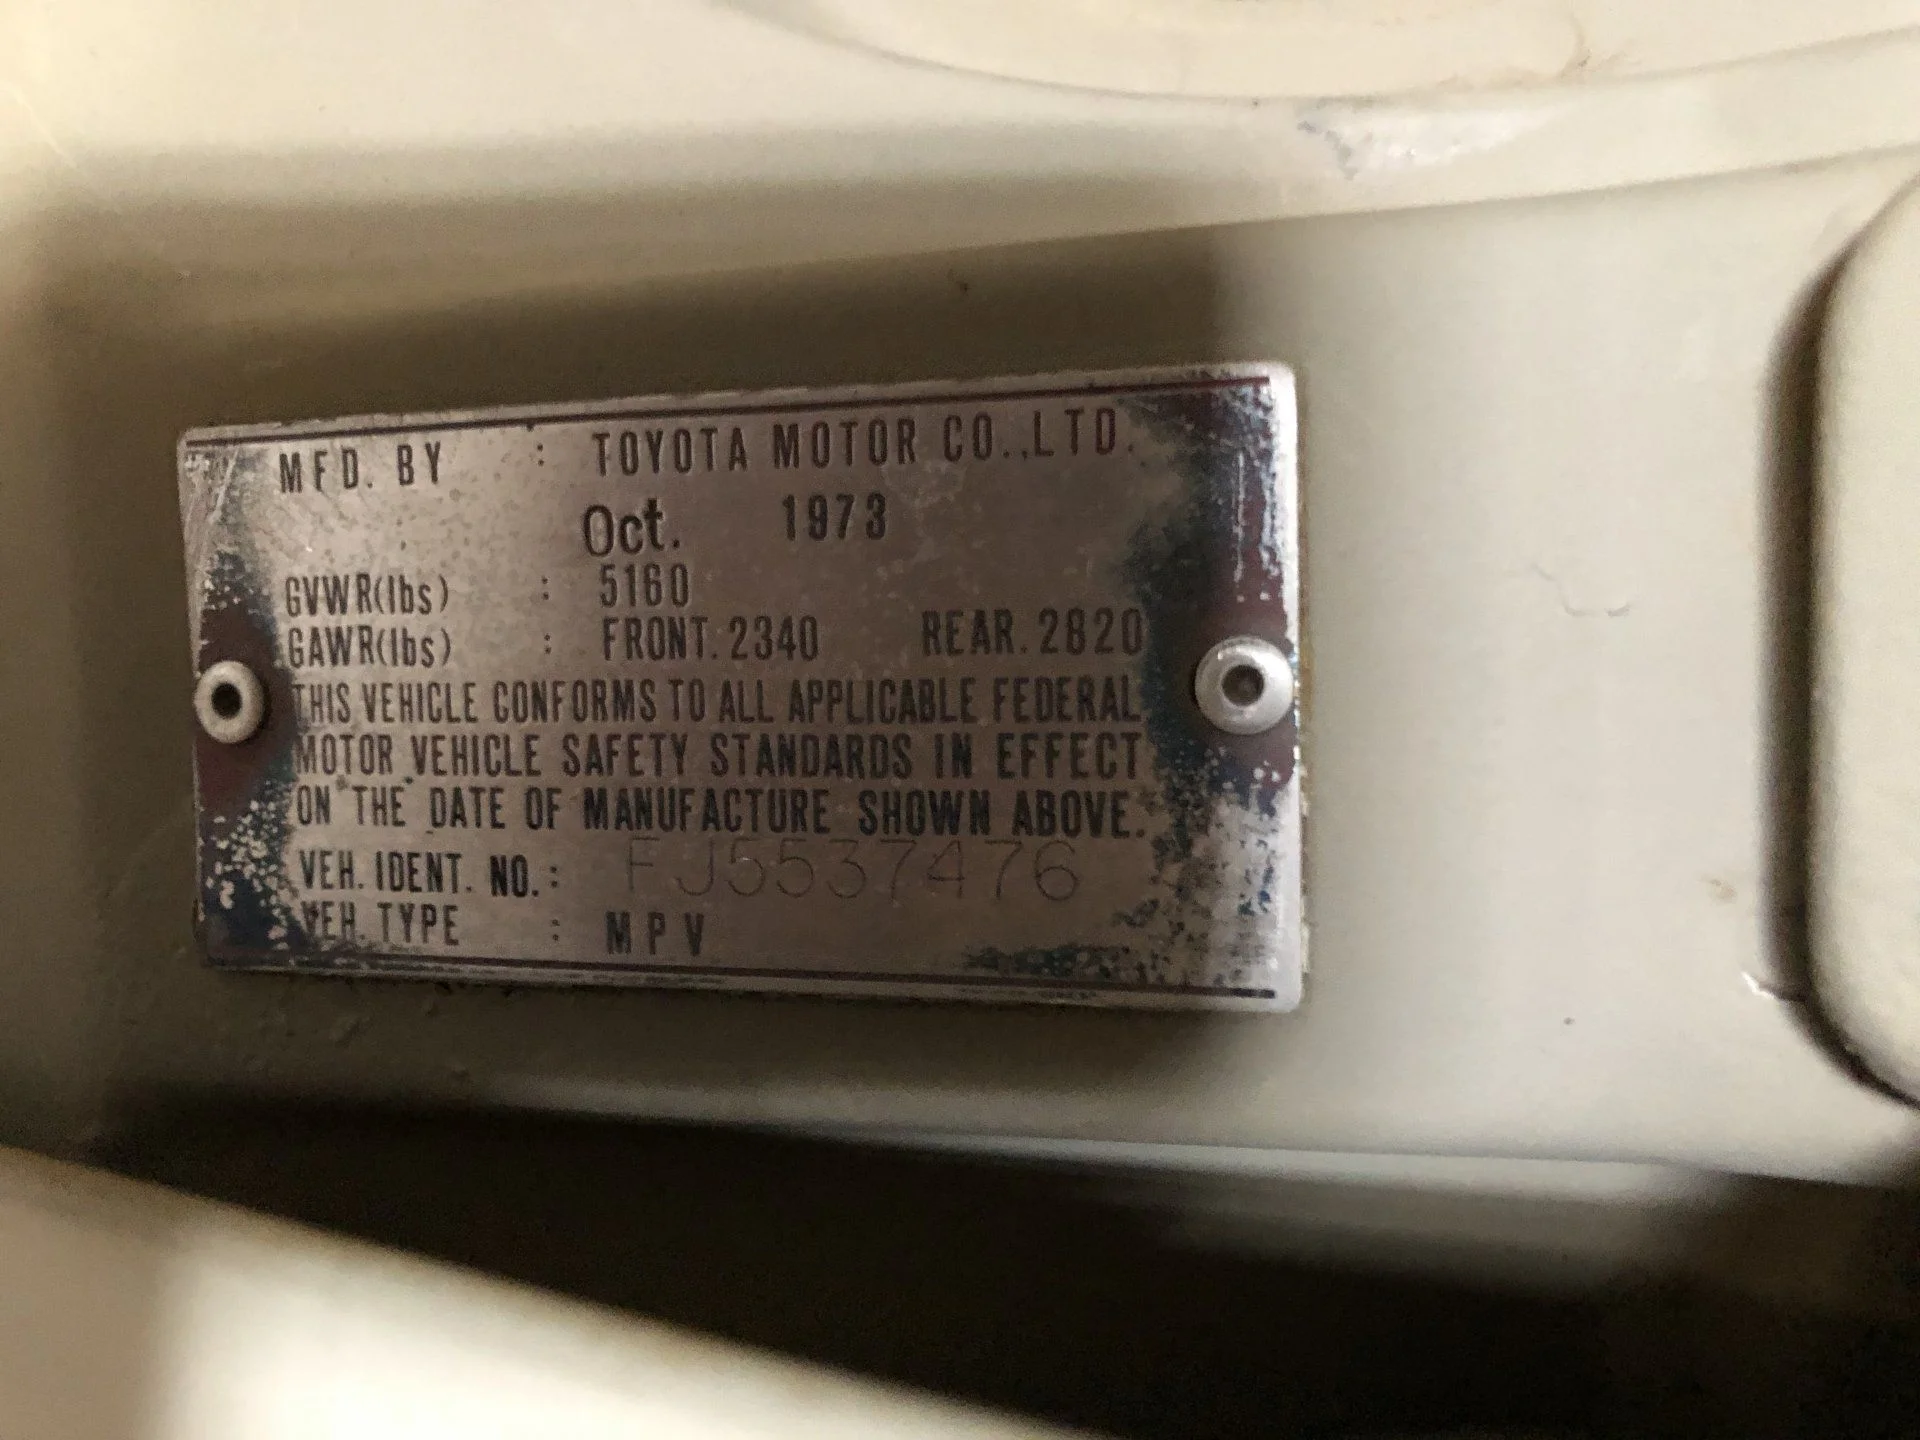 MFD. BY : TOYOTA MOTOR CO.,LTD.
Oct. 1973
GVWR(lbs) : 5160
GAWR(lbs) : FRONT. 2340 REAR. 2820
THIS VEHICLE CONFORMS TO ALL APPLICABLE FEDERAL
MOTOR VEHICLE SAFETY STANDARDS IN EFFECT
ON THE DATE OF MANUFACTURE SHOWN ABOVE.
VEH. IDENT. NO. : FJ5537476
VEH. TYPE : MPV